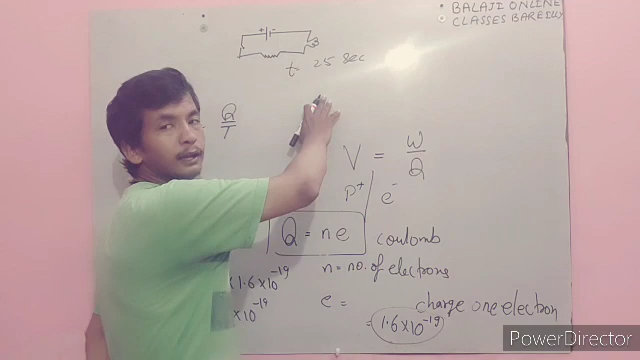 • BALAJI ONLINE
CLASSES BAREILLY
+ -
t = 25 sec
Q/T
V = W/Q
P⁺ / e⁻
Q = ne coulomb
n = no. of electrons
1.6×10⁻¹⁹
×10⁻¹⁹
e = charge one electron
= 1.6×10⁻¹⁹
PowerDirector